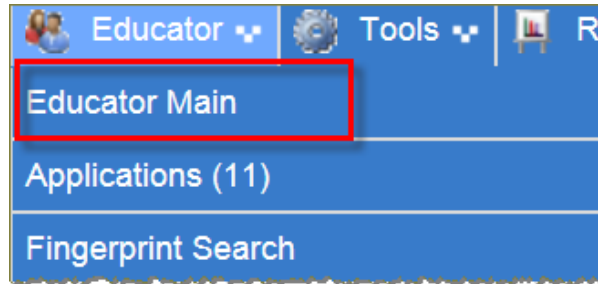 Educator Tools R
Educator Main
Applications (11)
Fingerprint Search